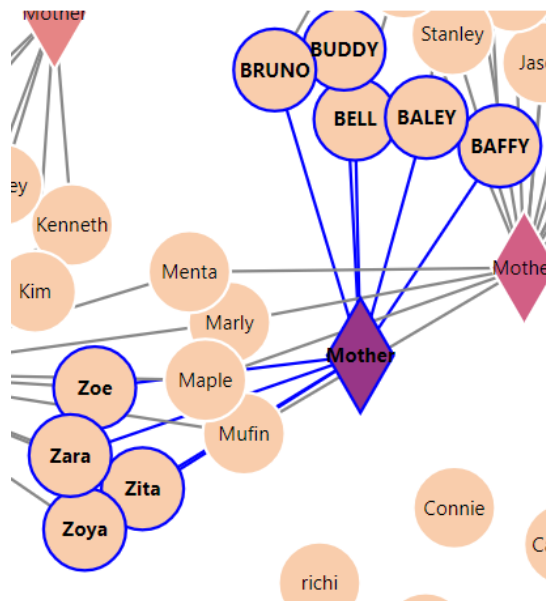 Mother
Stanley
BUDDY
BRUNO
BELL
BALEY
BAFFY
Kenneth
Menta
Kim
Marly
Mother
Zoe
Maple
Mufin
Zara
Zita
Zoya
Connie
richi